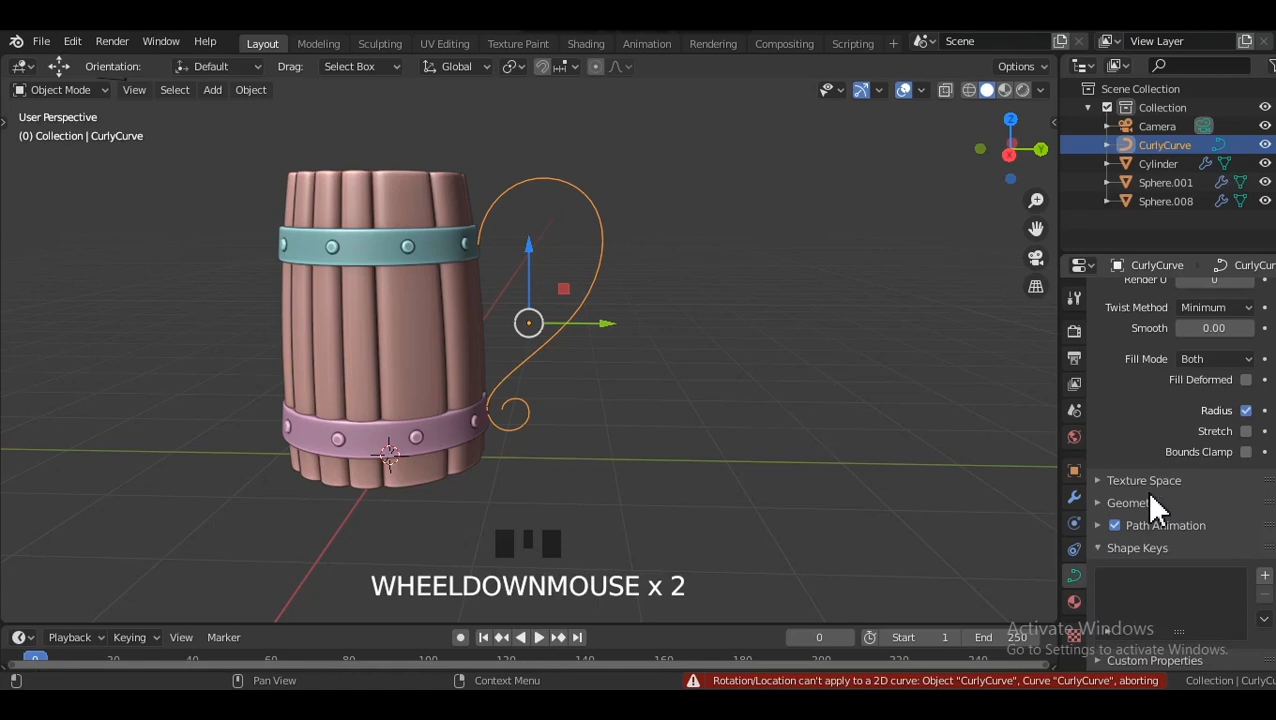 File Edit Render Window Help Layout Modeling Sculpting UV Editing Texture Paint Shading Animation Rendering Compositing Scripting + Scene View Layer
Orientation: Default Drag: Select Box Global Options
Object Mode View Select Add Object
User Perspective
(0) Collection | CurlyCurve
Z
Y
X
Scene Collection
Collection
Camera
CurlyCurve
Cylinder
Sphere.001
Sphere.008
CurlyCurve
Render U 0
Twist Method Minimum
Smooth 0.00
Fill Mode Both
Fill Deformed
Radius
Stretch
Bounds Clamp
Texture Space
Path Animation
Shape Keys
Custom Properties
WHEELDOWNMOUSE x 2
Activate Windows
Go to Settings to activate Windows.
Playback Keying View Marker 0 Start 1 End 250
0
Pan View Context Menu Rotation/Location can't apply to a 2D curve: Object "CurlyCurve", Curve "CurlyCurve", aborting